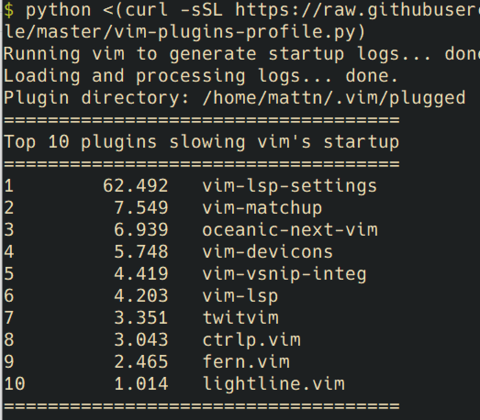 $ python <(curl -sSL https://raw.githubuser
le/master/vim-plugins-profile.py)
Running vim to generate startup logs... don
Loading and processing logs... done.
Plugin directory: /home/mattn/.vim/plugged
=====================================
Top 10 plugins slowing vim's startup
=====================================
1 62.492 vim-lsp-settings
2 7.549 vim-matchup
3 6.939 oceanic-next-vim
4 5.748 vim-devicons
5 4.419 vim-vsnip-integ
6 4.203 vim-lsp
7 3.351 twitvim
8 3.043 ctrlp.vim
9 2.465 fern.vim
10 1.014 lightline.vim
=====================================